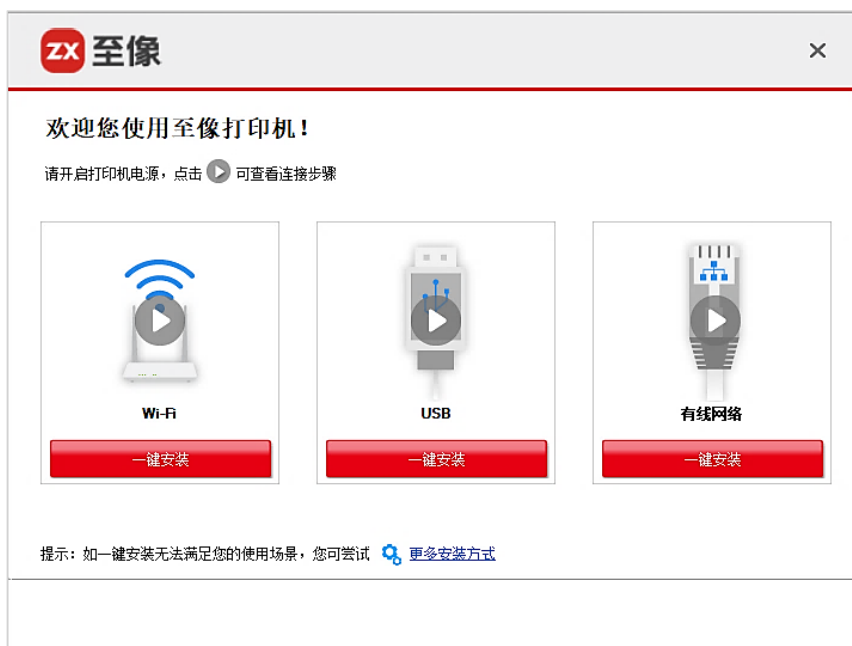 ZX 至像
欢迎您使用至像打印机！
请开启打印机电源，点击 可查看连接步骤
Wi-Fi
一键安装
USB
一键安装
有线网络
一键安装
提示：如一键安装无法满足您的使用场景，您可尝试 更多安装方式